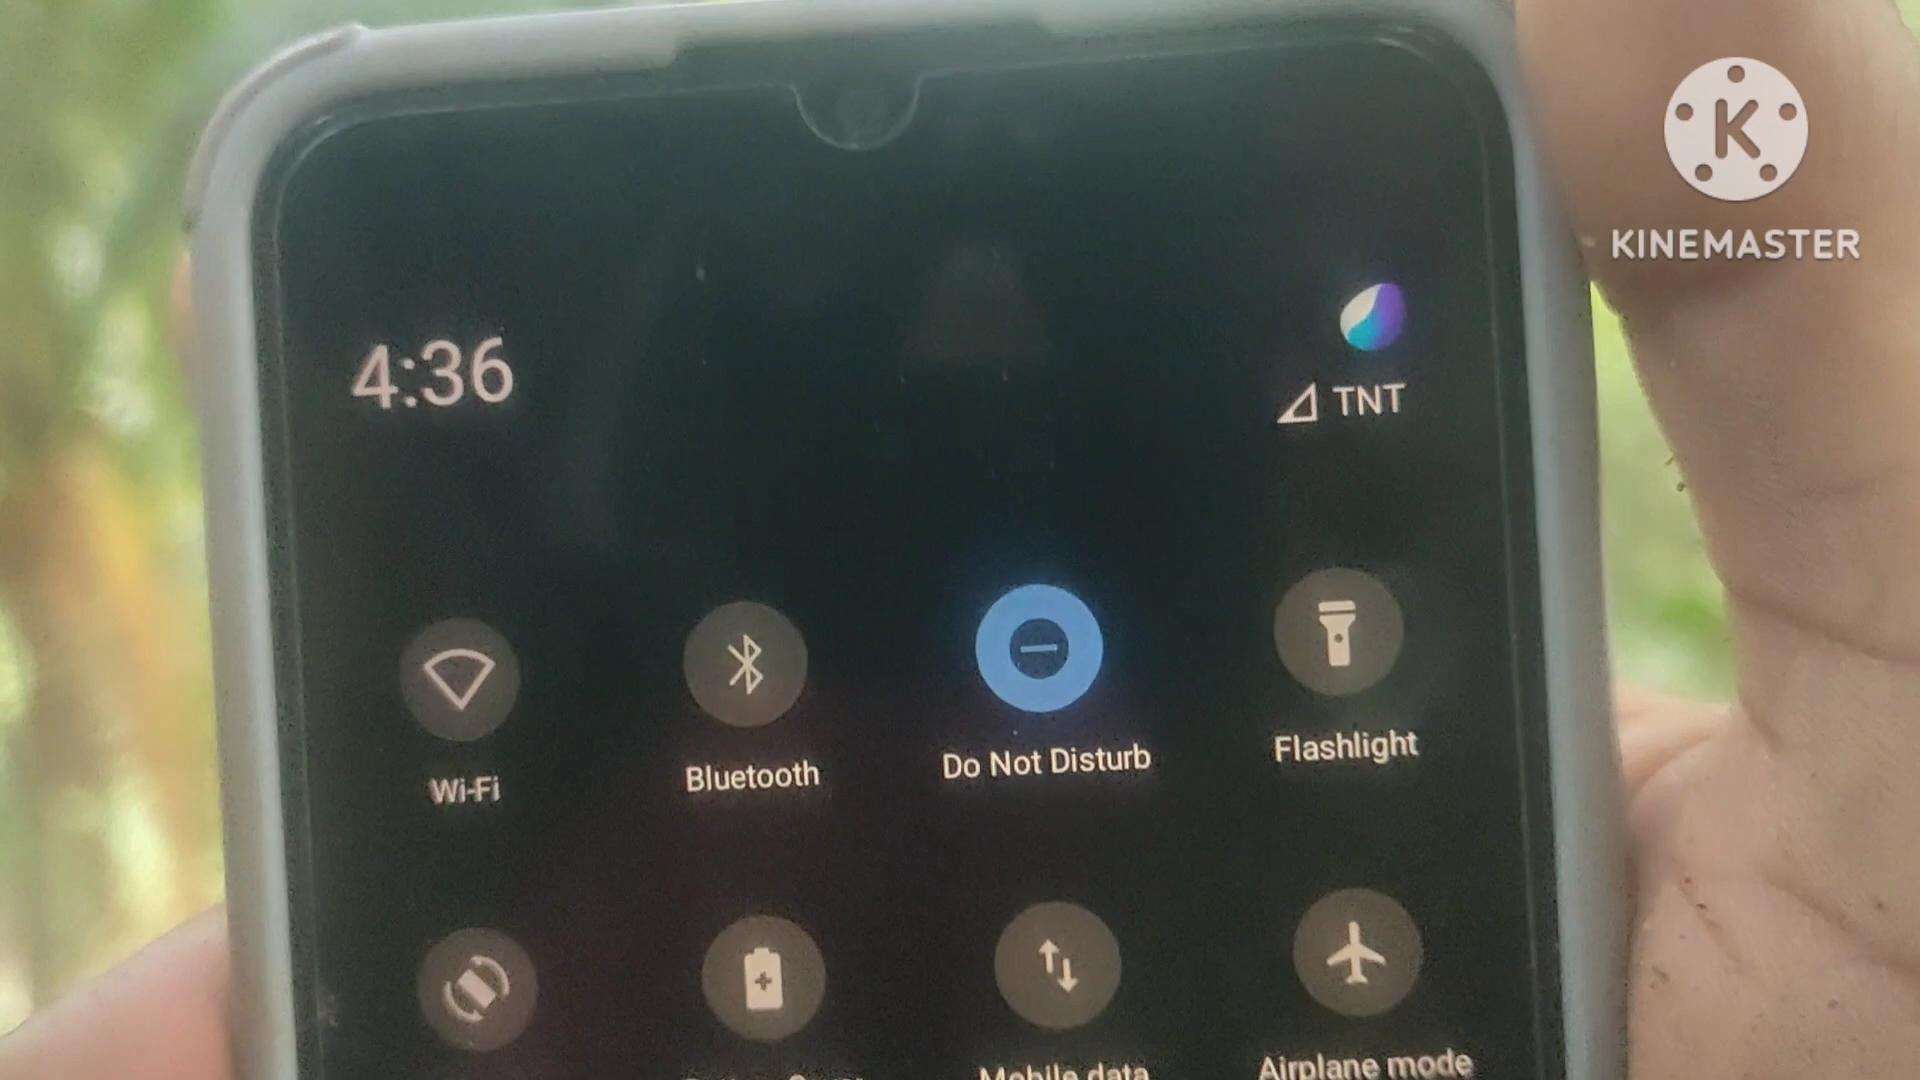 K
KINEMASTER
4:36
TNT
Wi-Fi
Bluetooth
Do Not Disturb
Flashlight
Mobile data
Airplane mode